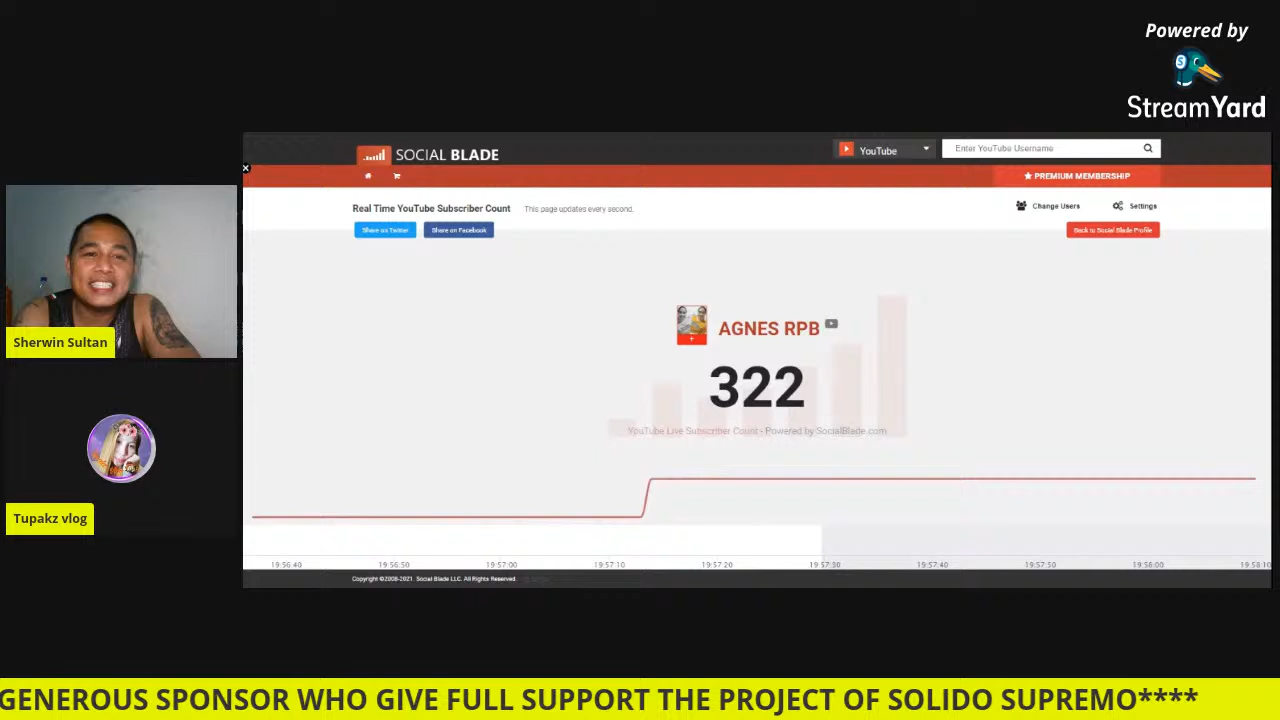 Powered by
StreamYard
SOCIAL BLADE
YouTube
Enter YouTube Username
PREMIUM MEMBERSHIP
Real Time YouTube Subscriber Count
This page updates every second.
Change Users
Settings
Share on Twitter
Share on Facebook
Back to Social Blade Profile
AGNES RPB
322
YouTube Live Subscriber Count - Powered by SocialBlade.com
19:56:40 19:56:50 19:57:00 19:57:10 19:57:20 19:57:30 19:57:40 19:57:50 19:58:00 19:58:10
Copyright ©2008-2021. Social Blade LLC. All Rights Reserved.
Sherwin Sultan
Tupakz vlog
GENEROUS SPONSOR WHO GIVE FULL SUPPORT THE PROJECT OF SOLIDO SUPREMO****